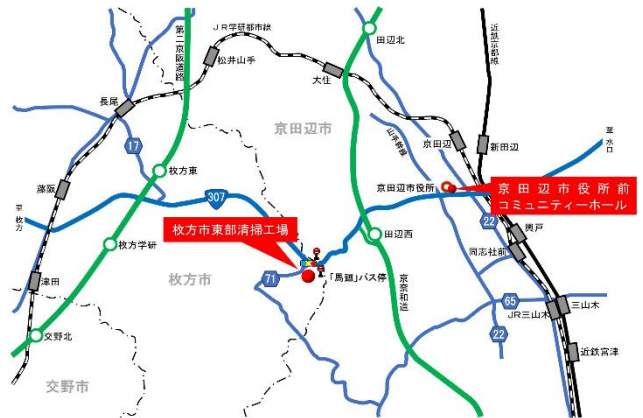 ＪＲ学研都市線
第二京阪道路
松井山手
長尾
田辺北
大住
近鉄京都線
京田辺市
京田辺
新田辺
至 水口
山手幹線
17
藤阪
枚方東
307
京田辺市役所
京田辺市役所前
コミュニティーホール
22
至 枚方
枚方市東部清掃工場
枚方学研
田辺西
興戸
同志社前
津田
枚方市
71
「馬廻」バス停
京奈和道
65
三山木
JR三山木
22
交野北
近鉄宮津
交野市